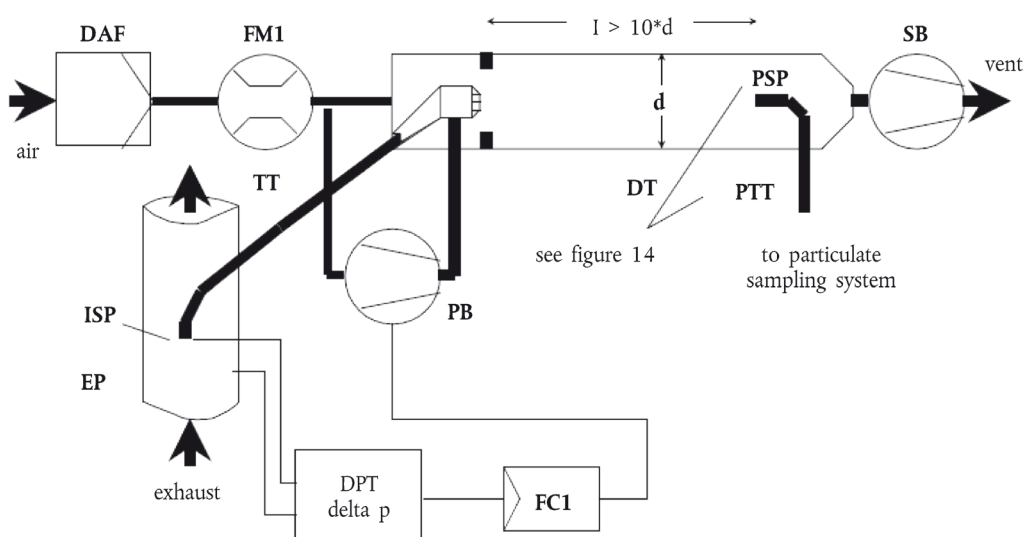 l > 10*d
DAF
FM1
SB
vent
PSP
d
air
TT
DT
PTT
see figure 14
to particulate
sampling system
ISP
PB
EP
exhaust
DPT
delta p
FC1